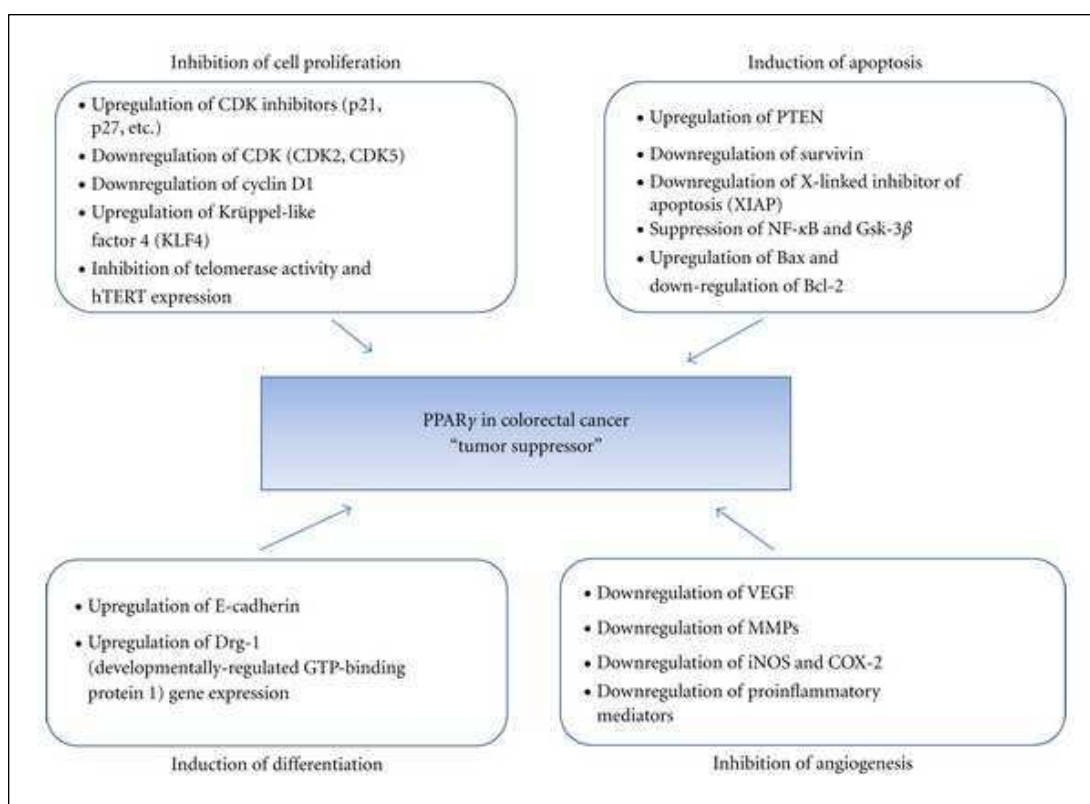 Inhibition of cell proliferation
• Upregulation of CDK inhibitors (p21,
p27, etc.)
• Downregulation of CDK (CDK2, CDK5)
• Downregulation of cyclin D1
• Upregulation of Krüppel-like
factor 4 (KLF4)
• Inhibition of telomerase activity and
hTERT expression
Induction of apoptosis
• Upregulation of PTEN
• Downregulation of survivin
• Downregulation of X-linked inhibitor of
apoptosis (XIAP)
• Suppression of NF-κB and Gsk-3β
• Upregulation of Bax and
down-regulation of Bcl-2
PPARγ in colorectal cancer
“tumor suppressor”
• Upregulation of E-cadherin
• Upregulation of Drg-1
(developmentally-regulated GTP-binding
protein 1) gene expression
Induction of differentiation
• Downregulation of VEGF
• Downregulation of MMPs
• Downregulation of iNOS and COX-2
• Downregulation of proinflammatory
mediators
Inhibition of angiogenesis